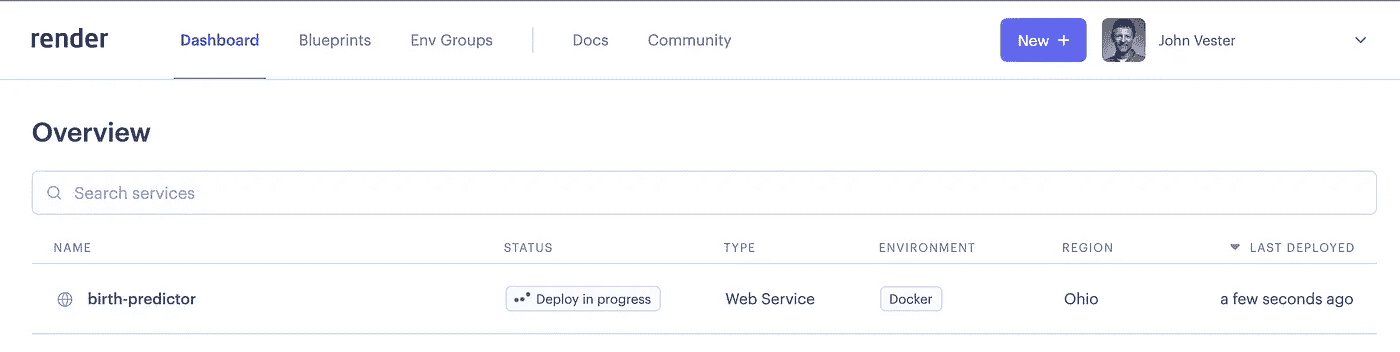 render Dashboard Blueprints Env Groups Docs Community New + John Vester
Overview
Search services
NAME STATUS TYPE ENVIRONMENT REGION LAST DEPLOYED
birth-predictor Deploy in progress Web Service Docker Ohio a few seconds ago